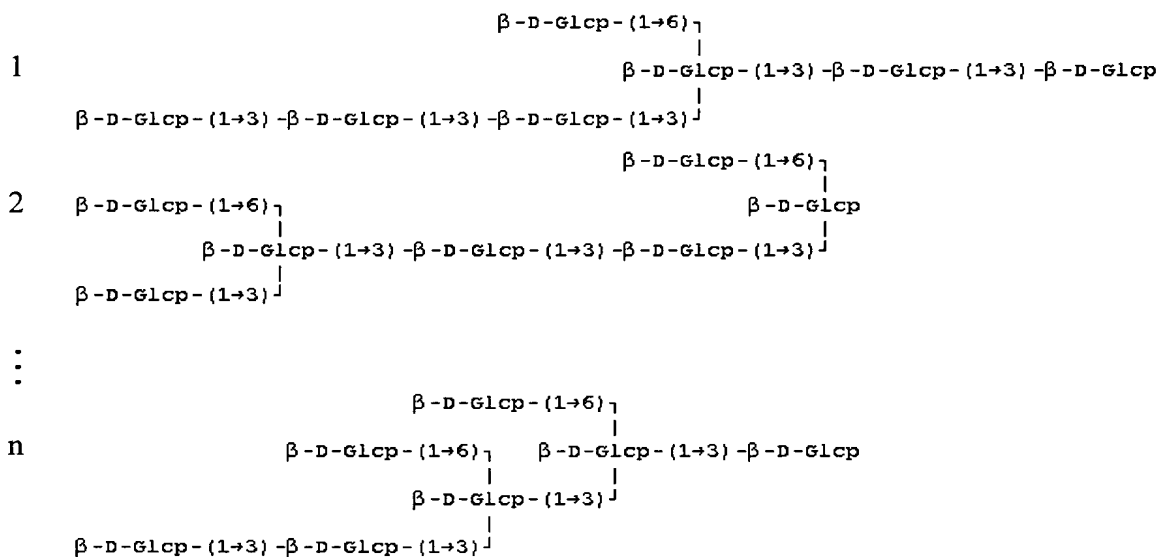 β-D-Glcp-(1→6)┐
|
1 β-D-Glcp-(1→3)-β-D-Glcp-(1→3)-β-D-Glcp
|
β-D-Glcp-(1→3)-β-D-Glcp-(1→3)-β-D-Glcp-(1→3)┘
β-D-Glcp-(1→6)┐
|
2 β-D-Glcp-(1→6)┐ β-D-Glcp
| |
β-D-Glcp-(1→3)-β-D-Glcp-(1→3)-β-D-Glcp-(1→3)┘
|
β-D-Glcp-(1→3)┘
⋮
β-D-Glcp-(1→6)┐
|
n β-D-Glcp-(1→6)┐ β-D-Glcp-(1→3)-β-D-Glcp
| |
β-D-Glcp-(1→3)┘
|
β-D-Glcp-(1→3)-β-D-Glcp-(1→3)┘